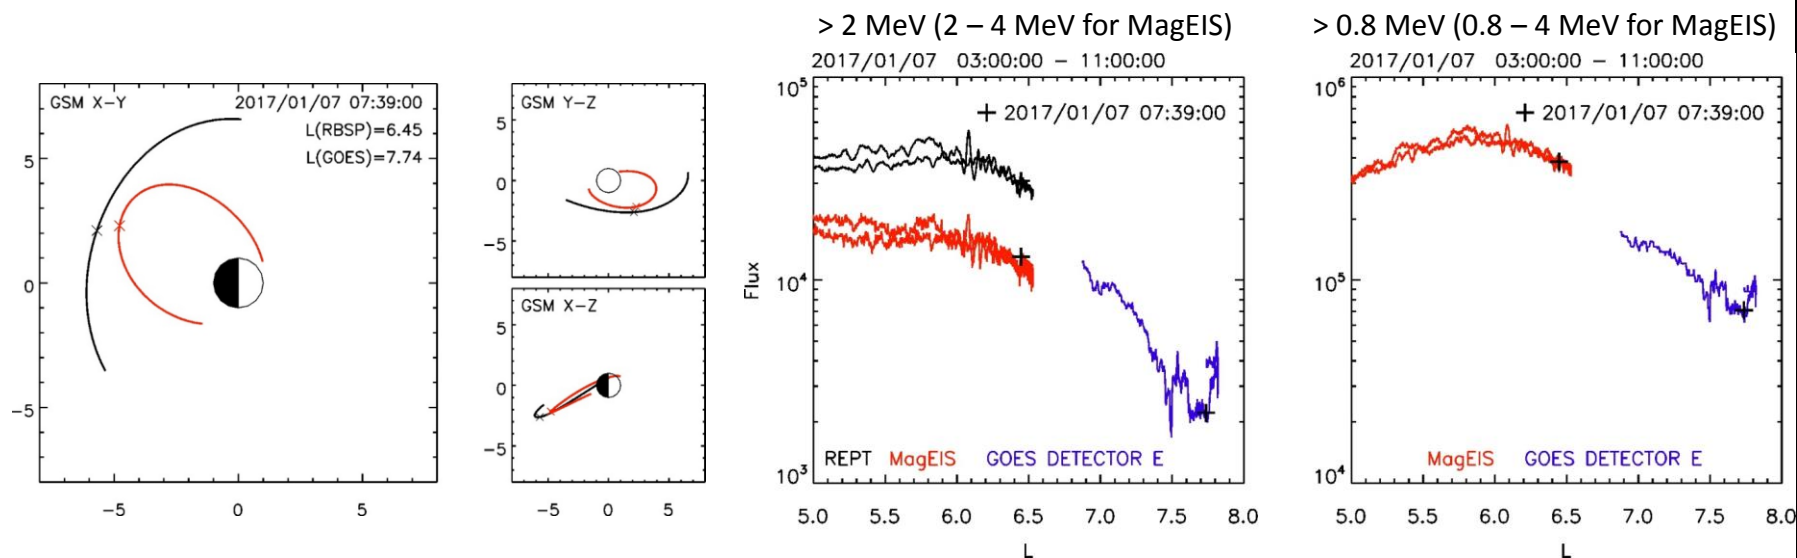 > 2 MeV (2 – 4 MeV for MagEIS)
> 0.8 MeV (0.8 – 4 MeV for MagEIS)
GSM X-Y
2017/01/07 07:39:00
L(RBSP)=6.45
L(GOES)=7.74
5
0
-5
-5 0 5
GSM Y-Z
5
0
-5
GSM X-Z
5
0
-5
-5 0 5
2017/01/07 03:00:00 - 11:00:00
+ 2017/01/07 07:39:00
10^5
10^4
10^3
Flux
REPT MagEIS GOES DETECTOR E
5.0 5.5 6.0 6.5 7.0 7.5 8.0
L
2017/01/07 03:00:00 - 11:00:00
+ 2017/01/07 07:39:00
10^6
10^5
10^4
MagEIS GOES DETECTOR E
5.0 5.5 6.0 6.5 7.0 7.5 8.0
L